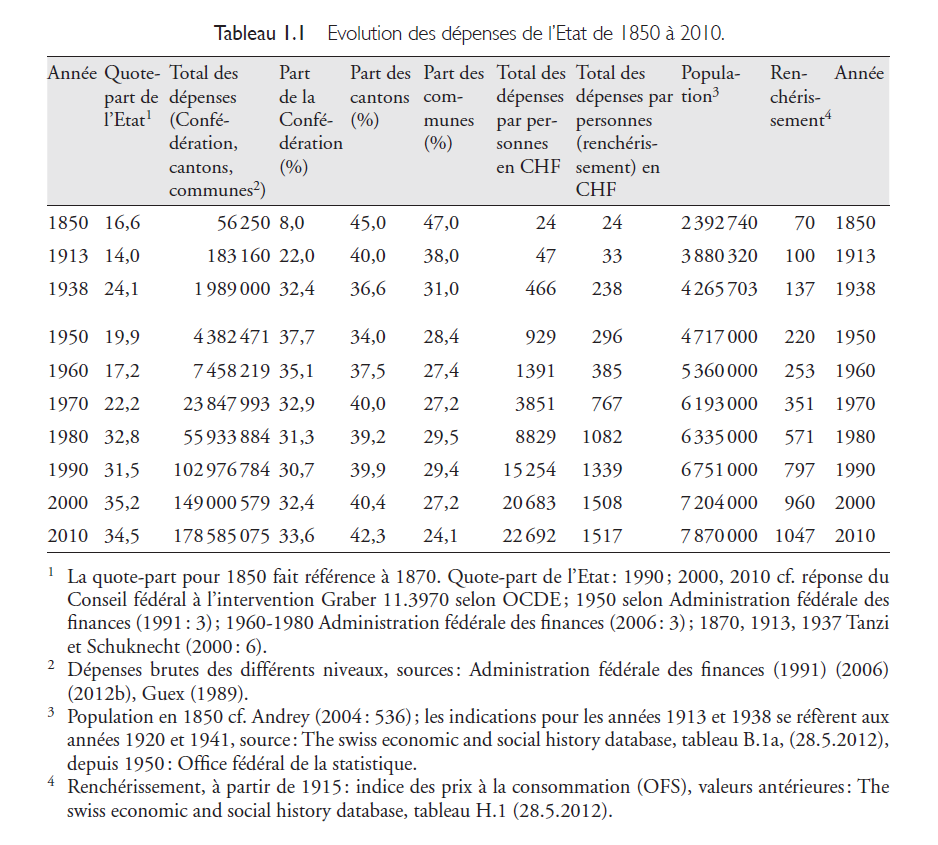 Tableau 1.1 Evolution des dépenses de l'Etat de 1850 à 2010.
Année Quote- Total des Part Part des Part des Total des Total des Popula- Ren- Année
part de dépenses de la cantons com- dépenses dépenses par tion3 chéris-
l'Etat1 (Confé- Confé- (%) munes par per- personnes sement4
dération, dération (%) sonnes (renchéris-
cantons, (%) en CHF sement) en
communes2) CHF
1850 16,6 56 250 8,0 45,0 47,0 24 24 2 392 740 70 1850
1913 14,0 183 160 22,0 40,0 38,0 47 33 3 880 320 100 1913
1938 24,1 1 989 000 32,4 36,6 31,0 466 238 4 265 703 137 1938
1950 19,9 4 382 471 37,7 34,0 28,4 929 296 4 717 000 220 1950
1960 17,2 7 458 219 35,1 37,5 27,4 1391 385 5 360 000 253 1960
1970 22,2 23 847 993 32,9 40,0 27,2 3851 767 6 193 000 351 1970
1980 32,8 55 933 884 31,3 39,2 29,5 8829 1082 6 335 000 571 1980
1990 31,5 102 976 784 30,7 39,9 29,4 15 254 1339 6 751 000 797 1990
2000 35,2 149 000 579 32,4 40,4 27,2 20 683 1508 7 204 000 960 2000
2010 34,5 178 585 075 33,6 42,3 24,1 22 692 1517 7 870 000 1047 2010
1 La quote-part pour 1850 fait référence à 1870. Quote-part de l'Etat : 1990 ; 2000, 2010 cf. réponse du
Conseil fédéral à l'intervention Graber 11.3970 selon OCDE ; 1950 selon Administration fédérale des
finances (1991 : 3) ; 1960-1980 Administration fédérale des finances (2006 : 3) ; 1870, 1913, 1937 Tanzi
et Schuknecht (2000 : 6).
2 Dépenses brutes des différents niveaux, sources : Administration fédérale des finances (1991) (2006)
(2012b), Guex (1989).
3 Population en 1850 cf. Andrey (2004 : 536) ; les indications pour les années 1913 et 1938 se réfèrent aux
années 1920 et 1941, source : The swiss economic and social history database, tableau B.1a, (28.5.2012),
depuis 1950 : Office fédéral de la statistique.
4 Renchérissement, à partir de 1915 : indice des prix à la consommation (OFS), valeurs antérieures : The
swiss economic and social history database, tableau H.1 (28.5.2012).